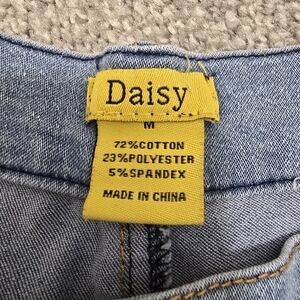 Daisy
M
72%COTTON
23%POLYESTER
5%SPANDEX
MADE IN CHINA